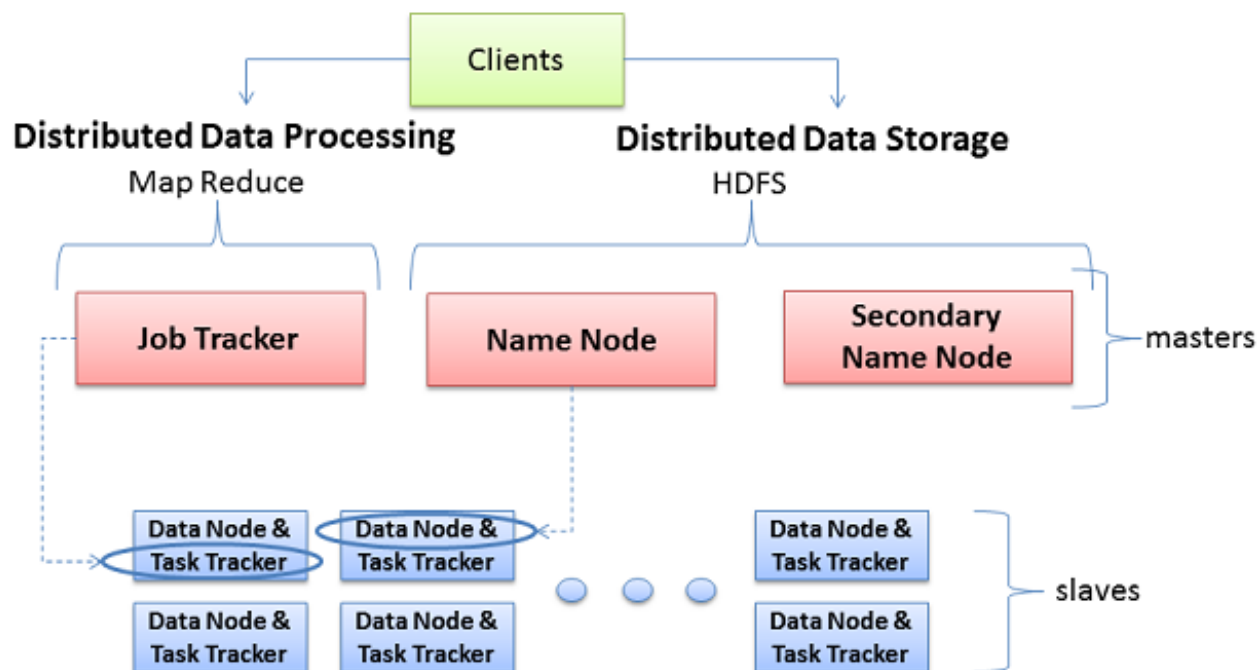 Clients
Distributed Data Processing
Map Reduce
Distributed Data Storage
HDFS
Job Tracker
Name Node
Secondary
Name Node
masters
Data Node &
Task Tracker
Data Node &
Task Tracker
Data Node &
Task Tracker
slaves
Data Node &
Task Tracker
Data Node &
Task Tracker
Data Node &
Task Tracker